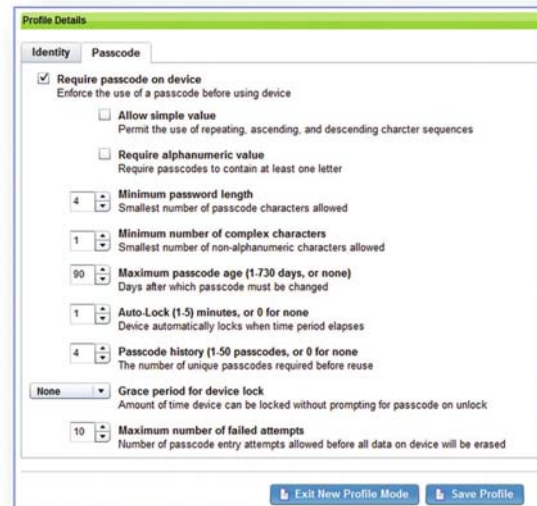 Profile Details
Identity
Passcode
Require passcode on device
Enforce the use of a passcode before using device
Allow simple value
Permit the use of repeating, ascending, and descending charcter sequences
Require alphanumeric value
Require passcodes to contain at least one letter
4
Minimum password length
Smallest number of passcode characters allowed
1
Minimum number of complex characters
Smallest number of non-alphanumeric characters allowed
90
Maximum passcode age (1-730 days, or none)
Days after which passcode must be changed
1
Auto-Lock (1-5) minutes, or 0 for none
Device automatically locks when time period elapses
4
Passcode history (1-50 passcodes, or 0 for none
The number of unique passcodes required before reuse
None
Grace period for device lock
Amount of time device can be locked without prompting for passcode on unlock
10
Maximum number of failed attempts
Number of passcode entry attempts allowed before all data on device will be erased
Exit New Profile Mode
Save Profile